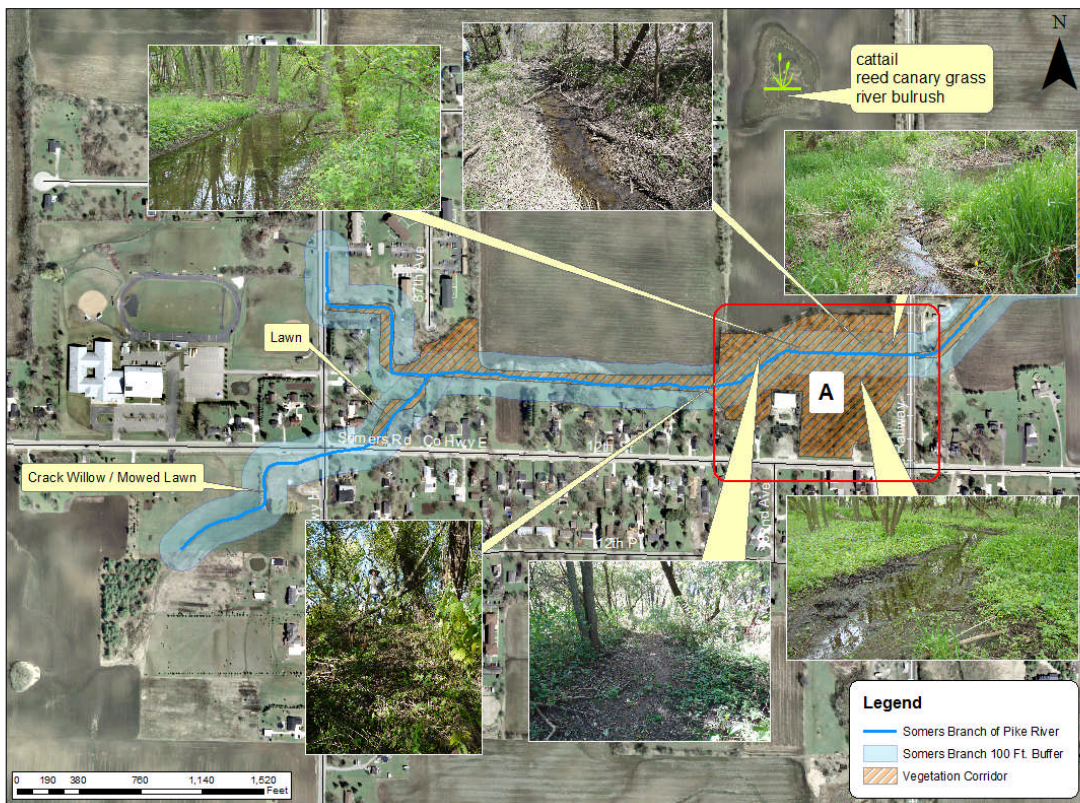 N
cattail
reed canary grass
river bulrush
87th Ave
Lawn
A
Somers Rd Co Hwy E
12th
Crack Willow / Mowed Lawn
12th Pl
Legend
Somers Branch of Pike River
Somers Branch 100 Ft. Buffer
Vegetation Corridor
0 190 380 760 1,140 1,520
Feet